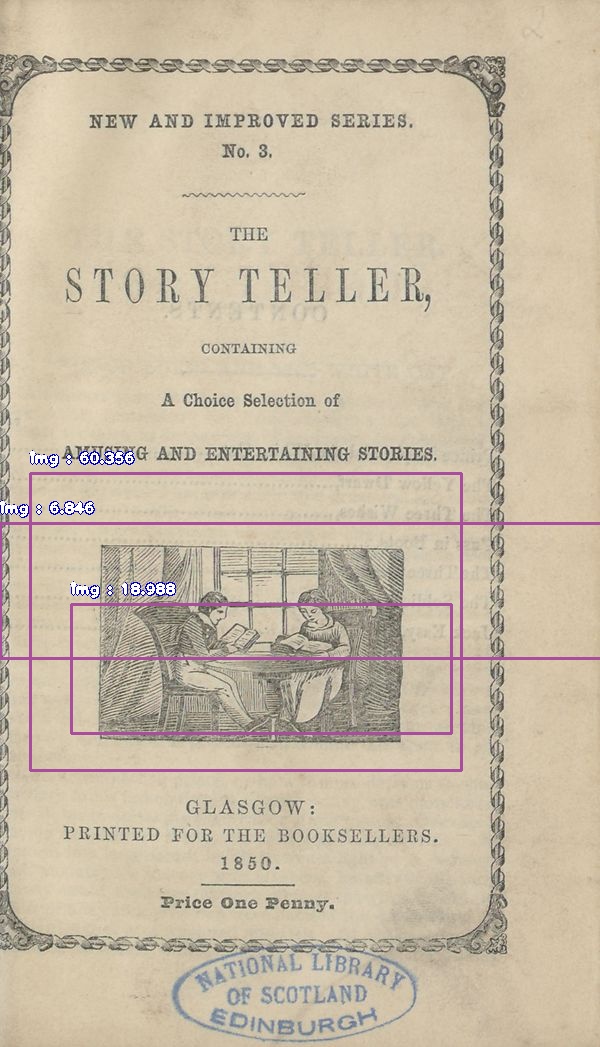 NEW AND IMPROVED SERIES.
No. 3.
THE
STORY TELLER,
CONTAINING
A Choice Selection of
AMUSING AND ENTERTAINING STORIES.
img : 60.356
img : 6.846
img : 18.988
GLASGOW:
PRINTED FOR THE BOOKSELLERS.
1850.
Price One Penny.
NATIONAL LIBRARY
OF SCOTLAND
EDINBURGH